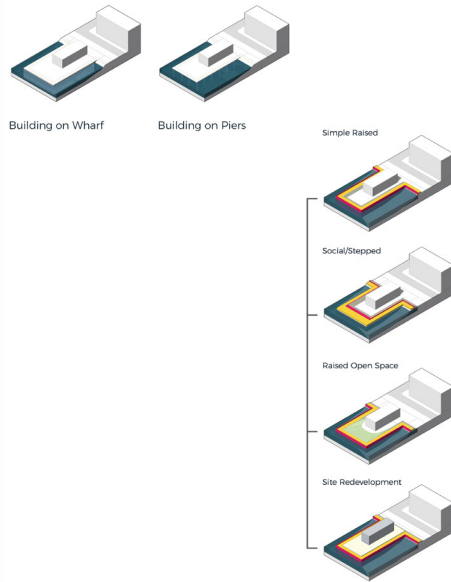 Building on Wharf
Building on Piers
Simple Raised
Social/Stepped
Raised Open Space
Site Redevelopment